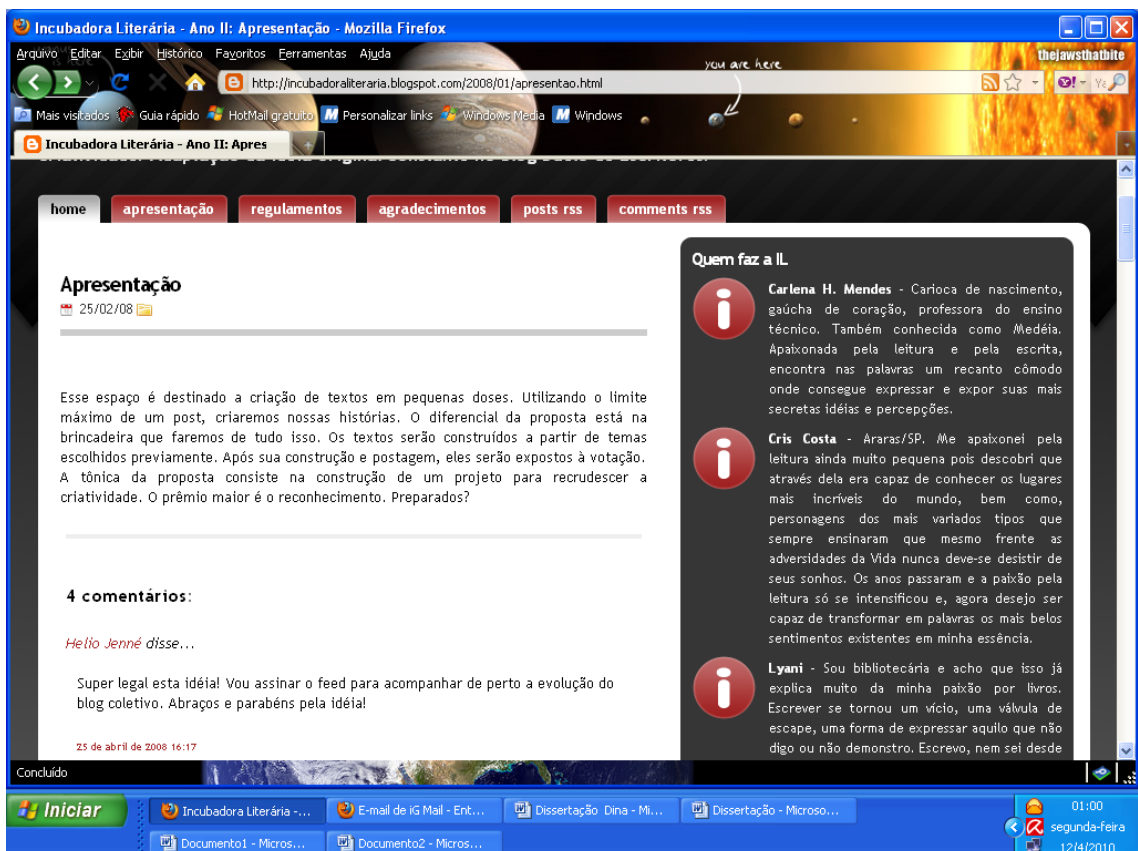 Incubadora Literária - Ano II: Apresentação - Mozilla Firefox
Arquivo Editar Exibir Histórico Favoritos Ferramentas Ajuda
you are here
thejawsthatbite
http://incubadoraliteraria.blogspot.com/2008/01/apresentao.html
Mais visitados Guia rápido HotMail gratuito Personalizar links Windows Media Windows
Incubadora Literária - Ano II: Apres
home apresentação regulamentos agradecimentos posts rss comments rss
Apresentação
25/02/08
Esse espaço é destinado a criação de textos em pequenas doses. Utilizando o limite
máximo de um post, criaremos nossas histórias. O diferencial da proposta está na
brincadeira que faremos de tudo isso. Os textos serão construídos a partir de temas
escolhidos previamente. Após sua construção e postagem, eles serão expostos à votação.
A tônica da proposta consiste na construção de um projeto para recrudescer a
criatividade. O prêmio maior é o reconhecimento. Preparados?
4 comentários:
Helio Jenné disse...
Super legal esta idéia! Vou assinar o feed para acompanhar de perto a evolução do
blog coletivo. Abraços e parabéns pela idéia!
25 de abril de 2008 16:17
Quem faz a IL
Carlena H. Mendes - Carioca de nascimento,
gaúcha de coração, professora do ensino
técnico. Também conhecida como Medéia.
Apaixonada pela leitura e pela escrita,
encontra nas palavras um recanto cômodo
onde consegue expressar e expor suas mais
secretas idéias e percepções.
Cris Costa - Araras/SP. Me apaixonei pela
leitura ainda muito pequena pois descobri que
através dela era capaz de conhecer os lugares
mais incríveis do mundo, bem como,
personagens dos mais variados tipos que
sempre ensinaram que mesmo frente as
adversidades da Vida nunca deve-se desistir de
seus sonhos. Os anos passaram e a paixão pela
leitura só se intensificou e, agora desejo ser
capaz de transformar em palavras os mais belos
sentimentos existentes em minha essência.
Lyani - Sou bibliotecária e acho que isso já
explica muito da minha paixão por livros.
Escrever se tornou um vício, uma válvula de
escape, uma forma de expressar aquilo que não
digo ou não demonstro. Escrevo, nem sei desde
Concluído
Iniciar
Incubadora Literária -... E-mail de iG Mail - Ent... Dissertação Dina - Mi... Dissertação - Microso...
Documento1 - Micros... Documento2 - Micros...
01:00
segunda-feira
12/4/2010